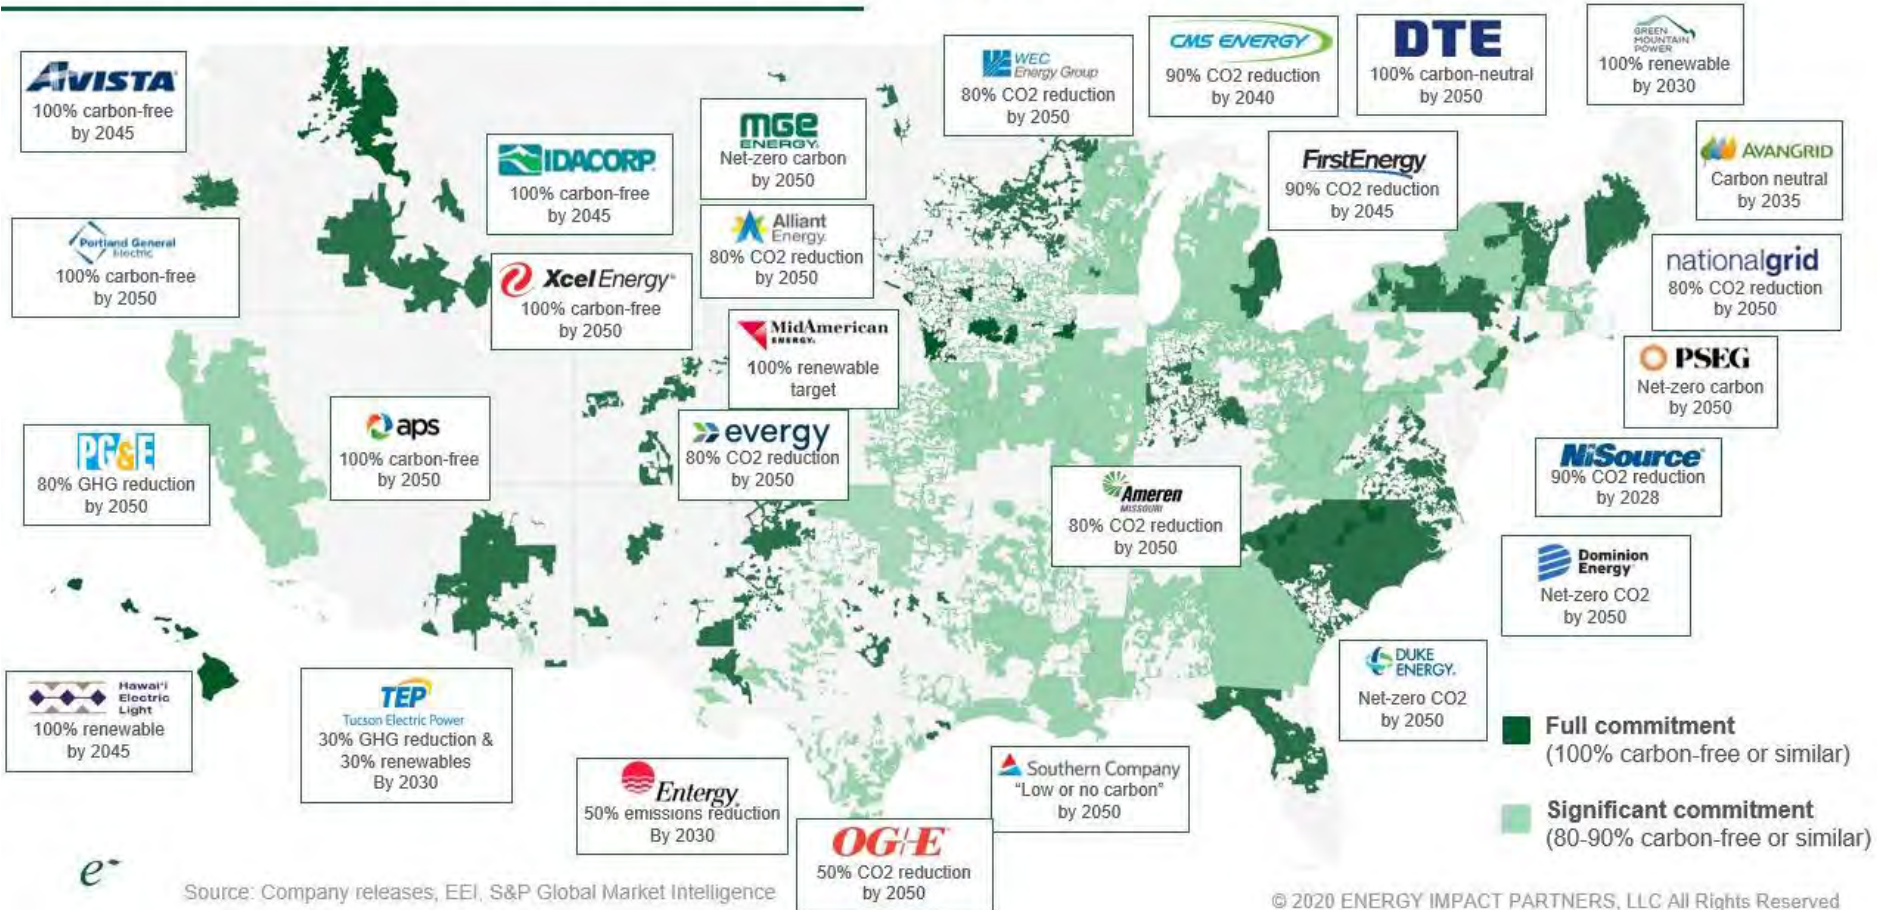 AVISTA
100% carbon-free
by 2045
Portland General
Electric
100% carbon-free
by 2050
IDACORP
100% carbon-free
by 2045
Xcel Energy®
100% carbon-free
by 2050
mge
ENERGY®
Net-zero carbon
by 2050
Alliant
Energy
80% CO2 reduction
by 2050
MidAmerican
ENERGY®
100% renewable
target
WEC
Energy Group
80% CO2 reduction
by 2050
CMS ENERGY
90% CO2 reduction
by 2040
DTE
100% carbon-neutral
by 2050
GREEN
MOUNTAIN
POWER
100% renewable
by 2030
FirstEnergy
90% CO2 reduction
by 2045
AVANGRID
Carbon neutral
by 2035
nationalgrid
80% CO2 reduction
by 2050
PSEG
Net-zero carbon
by 2050
PG&E
80% GHG reduction
by 2050
aps
100% carbon-free
by 2050
evergy
80% CO2 reduction
by 2050
Ameren
MISSOURI
80% CO2 reduction
by 2050
NiSource
90% CO2 reduction
by 2028
Dominion
Energy
Net-zero CO2
by 2050
Hawai'i
Electric
Light
100% renewable
by 2045
TEP
Tucson Electric Power
30% GHG reduction &
30% renewables
By 2030
Entergy
50% emissions reduction
By 2030
OG+E
50% CO2 reduction
by 2050
Southern Company
“Low or no carbon”
by 2050
DUKE
ENERGY®
Net-zero CO2
by 2050
Full commitment
(100% carbon-free or similar)
Significant commitment
(80-90% carbon-free or similar)
e-
Source: Company releases, EEI, S&P Global Market Intelligence
© 2020 ENERGY IMPACT PARTNERS, LLC All Rights Reserved